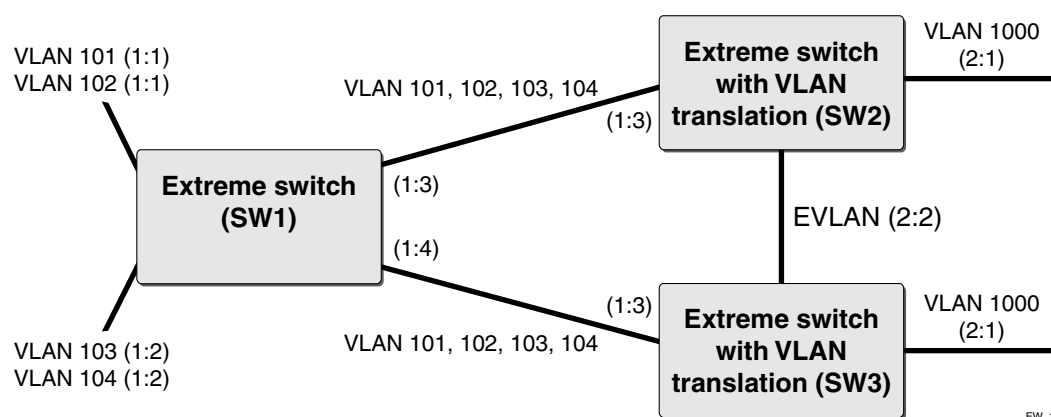 VLAN 101 (1:1)
VLAN 102 (1:1)
VLAN 101, 102, 103, 104
(1:3)
Extreme switch
with VLAN
translation (SW2)
VLAN 1000
(2:1)
Extreme switch
(SW1)
(1:3)
(1:4)
EVLAN (2:2)
VLAN 103 (1:2)
VLAN 104 (1:2)
VLAN 101, 102, 103, 104
(1:3)
Extreme switch
with VLAN
translation (SW3)
VLAN 1000
(2:1)